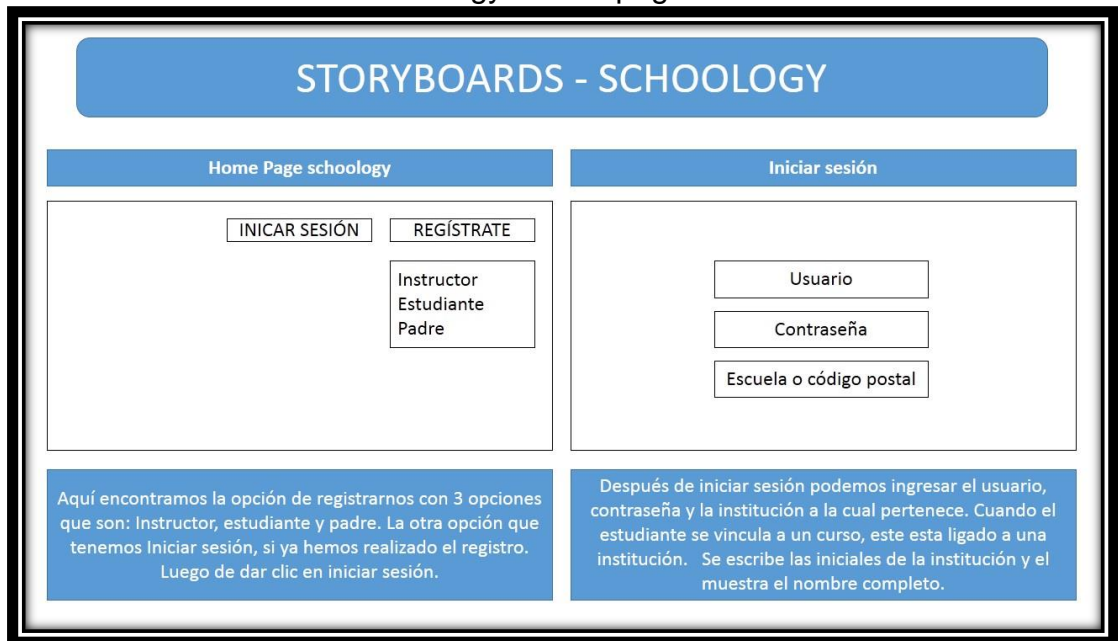 STORYBOARDS - SCHOOLOGY
Home Page schoology
INICAR SESIÓN
REGÍSTRATE
Instructor
Estudiante
Padre
Aquí encontramos la opción de registrarnos con 3 opciones
que son: Instructor, estudiante y padre. La otra opción que
tenemos Iniciar sesión, si ya hemos realizado el registro.
Luego de dar clic en iniciar sesión.
Iniciar sesión
Usuario
Contraseña
Escuela o código postal
Después de iniciar sesión podemos ingresar el usuario,
contraseña y la institución a la cual pertenece. Cuando el
estudiante se vincula a un curso, este esta ligado a una
institución. Se escribe las iniciales de la institución y el
muestra el nombre completo.